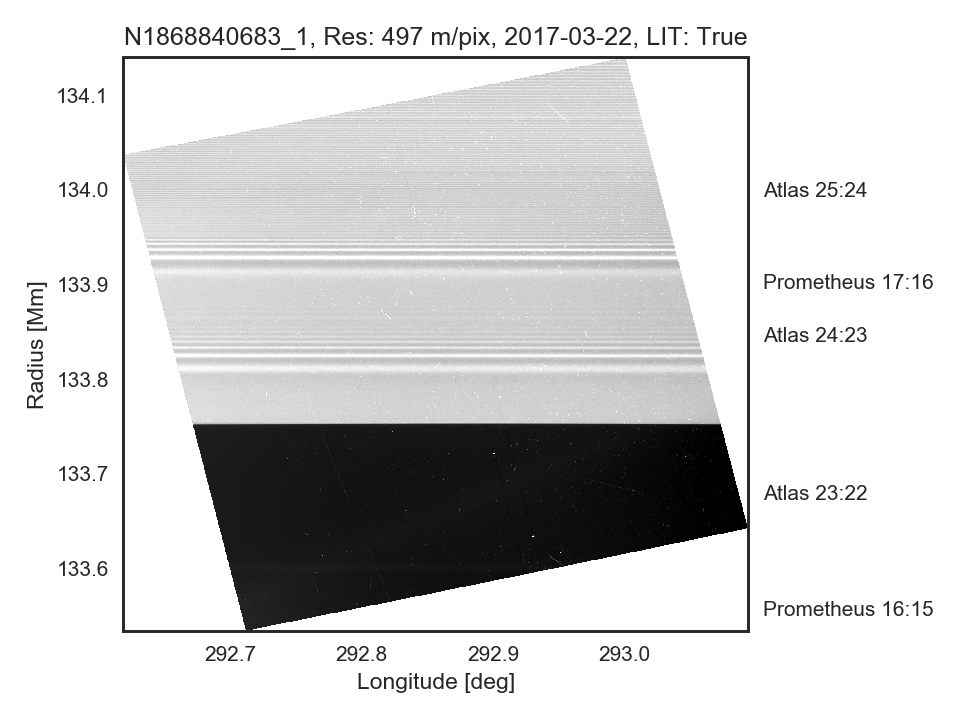 N1868840683_1, Res: 497 m/pix, 2017-03-22, LIT: True
134.1
134.0
133.9
133.8
133.7
133.6
Radius [Mm]
Atlas 25:24
Prometheus 17:16
Atlas 24:23
Atlas 23:22
Prometheus 16:15
292.7 292.8 292.9 293.0
Longitude [deg]